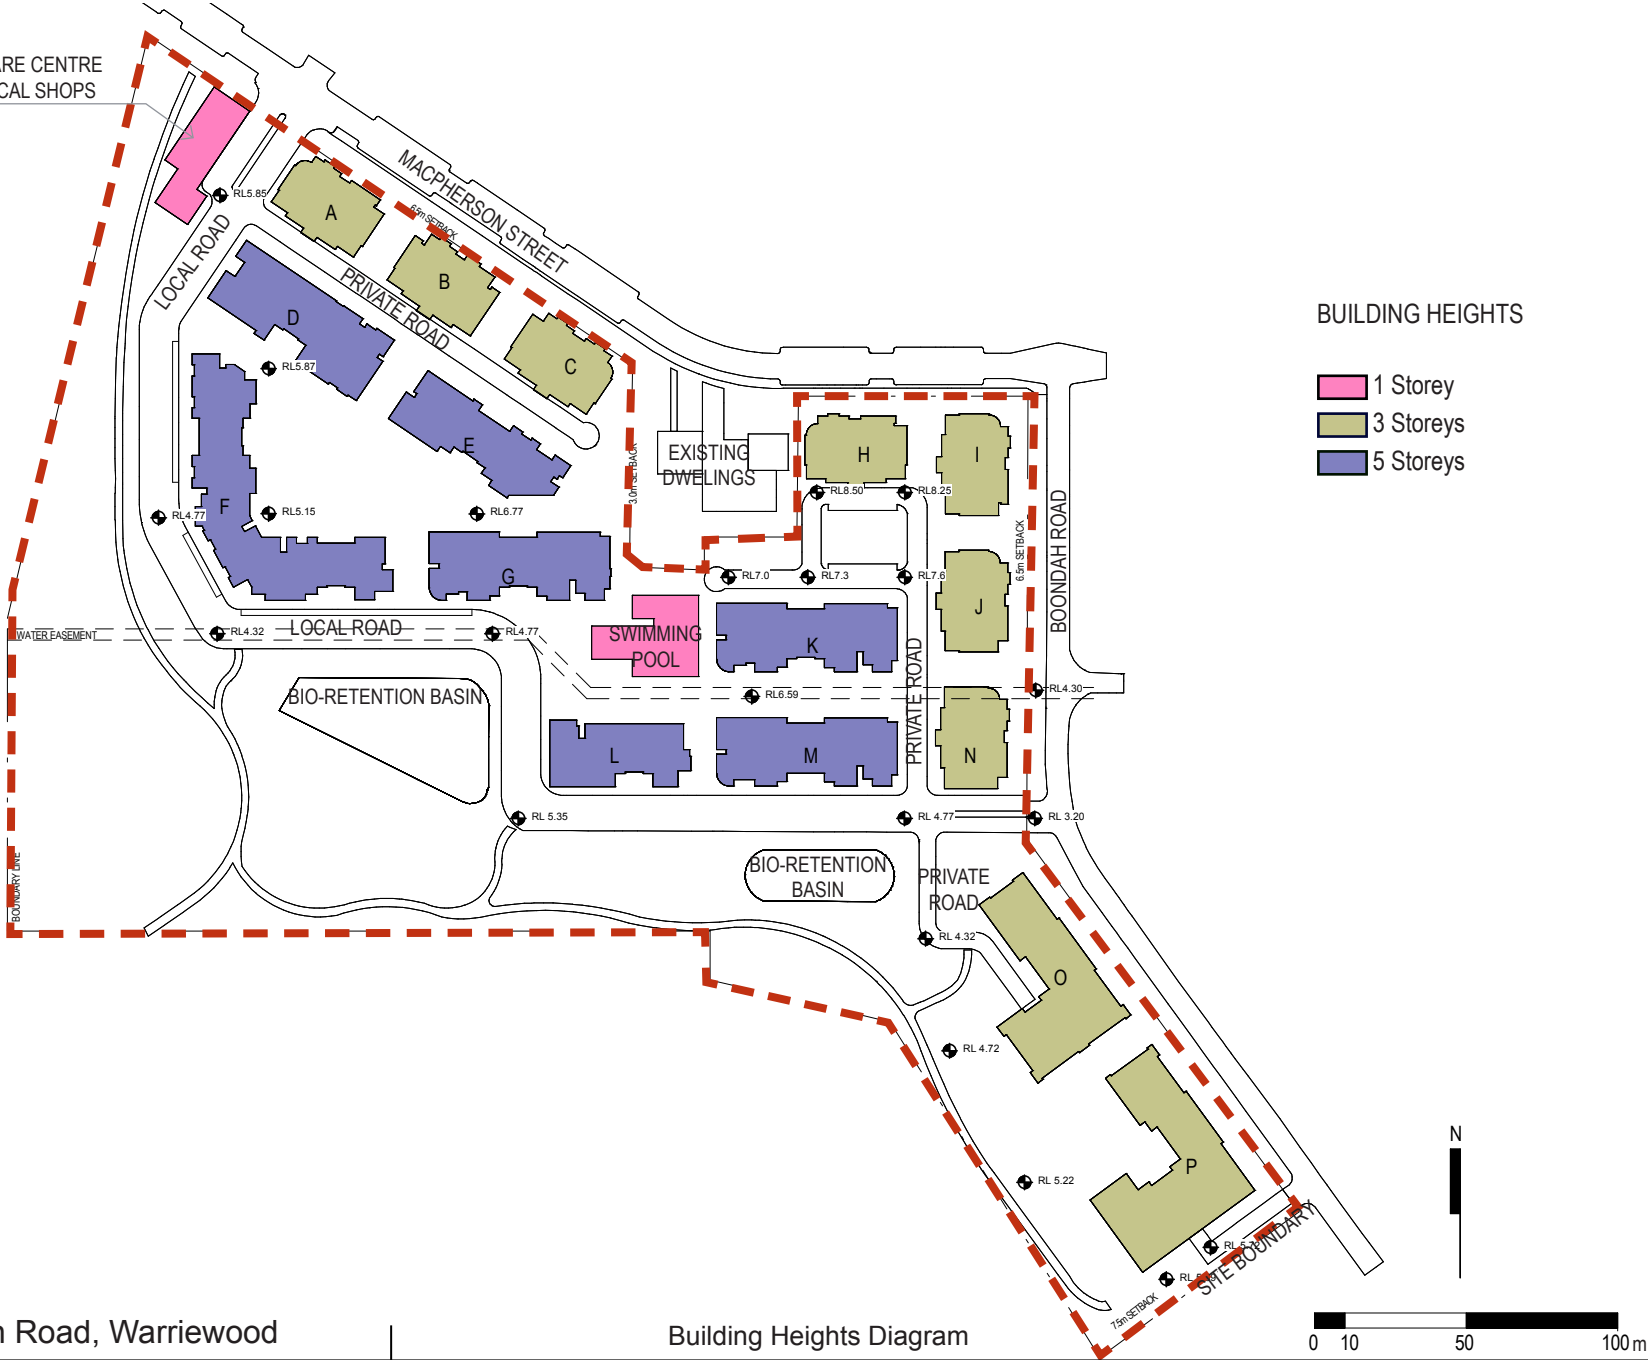 ARE CENTRE
CAL SHOPS
MACPHERSON STREET
6.5m SETBACK
RL5.85
A
B
C
LOCAL ROAD
PRIVATE ROAD
D
RL5.87
E
F
RL4.77
RL5.15
RL6.77
G
3.0m SETBACK
EXISTING
DWELINGS
H
I
RL8.50
RL8.25
BOONDAH ROAD
6.5m SETBACK
RL7.0
RL7.3
RL7.6
J
WATER EASEMENT
RL4.32
LOCAL ROAD
RL4.77
SWIMMING
POOL
K
PRIVATE ROAD
RL6.59
RL4.30
BIO-RETENTION BASIN
L
M
N
RL 5.35
RL 4.77
RL 3.20
BOUNDARY LINE
BIO-RETENTION
BASIN
PRIVATE
ROAD
RL 4.32
O
RL 4.72
P
RL 5.22
SITE BOUNDARY
7.5m SETBACK
BUILDING HEIGHTS
1 Storey
3 Storeys
5 Storeys
N
0 10 50 100 m
n Road, Warriewood
Building Heights Diagram